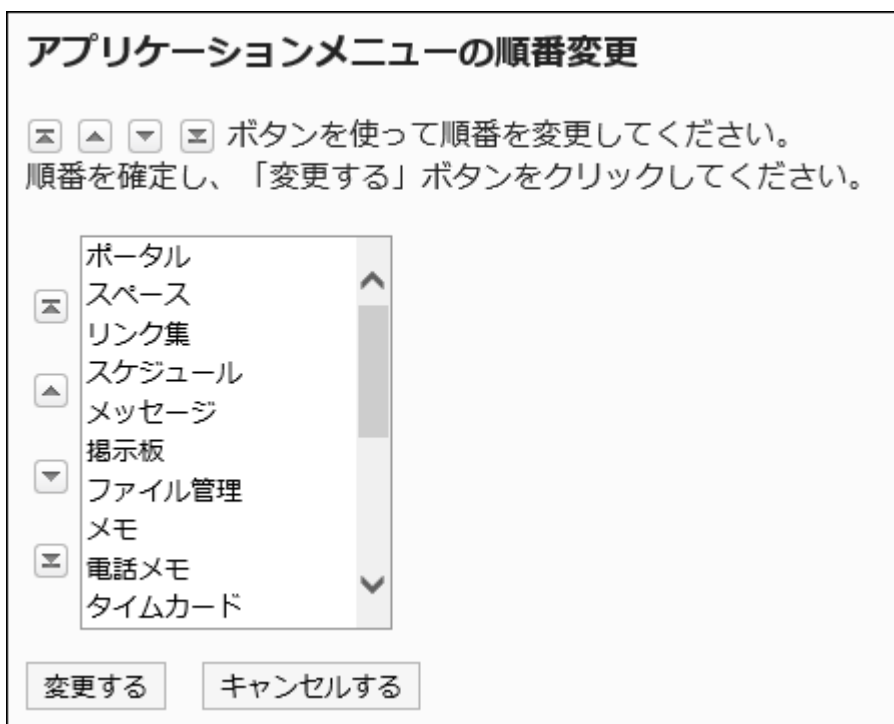 アプリケーションメニューの順番変更
ボタンを使って順番を変更してください。
順番を確定し、「変更する」ボタンをクリックしてください。
ポータル
スペース
リンク集
スケジュール
メッセージ
掲示板
ファイル管理
メモ
電話メモ
タイムカード
変更する
キャンセルする